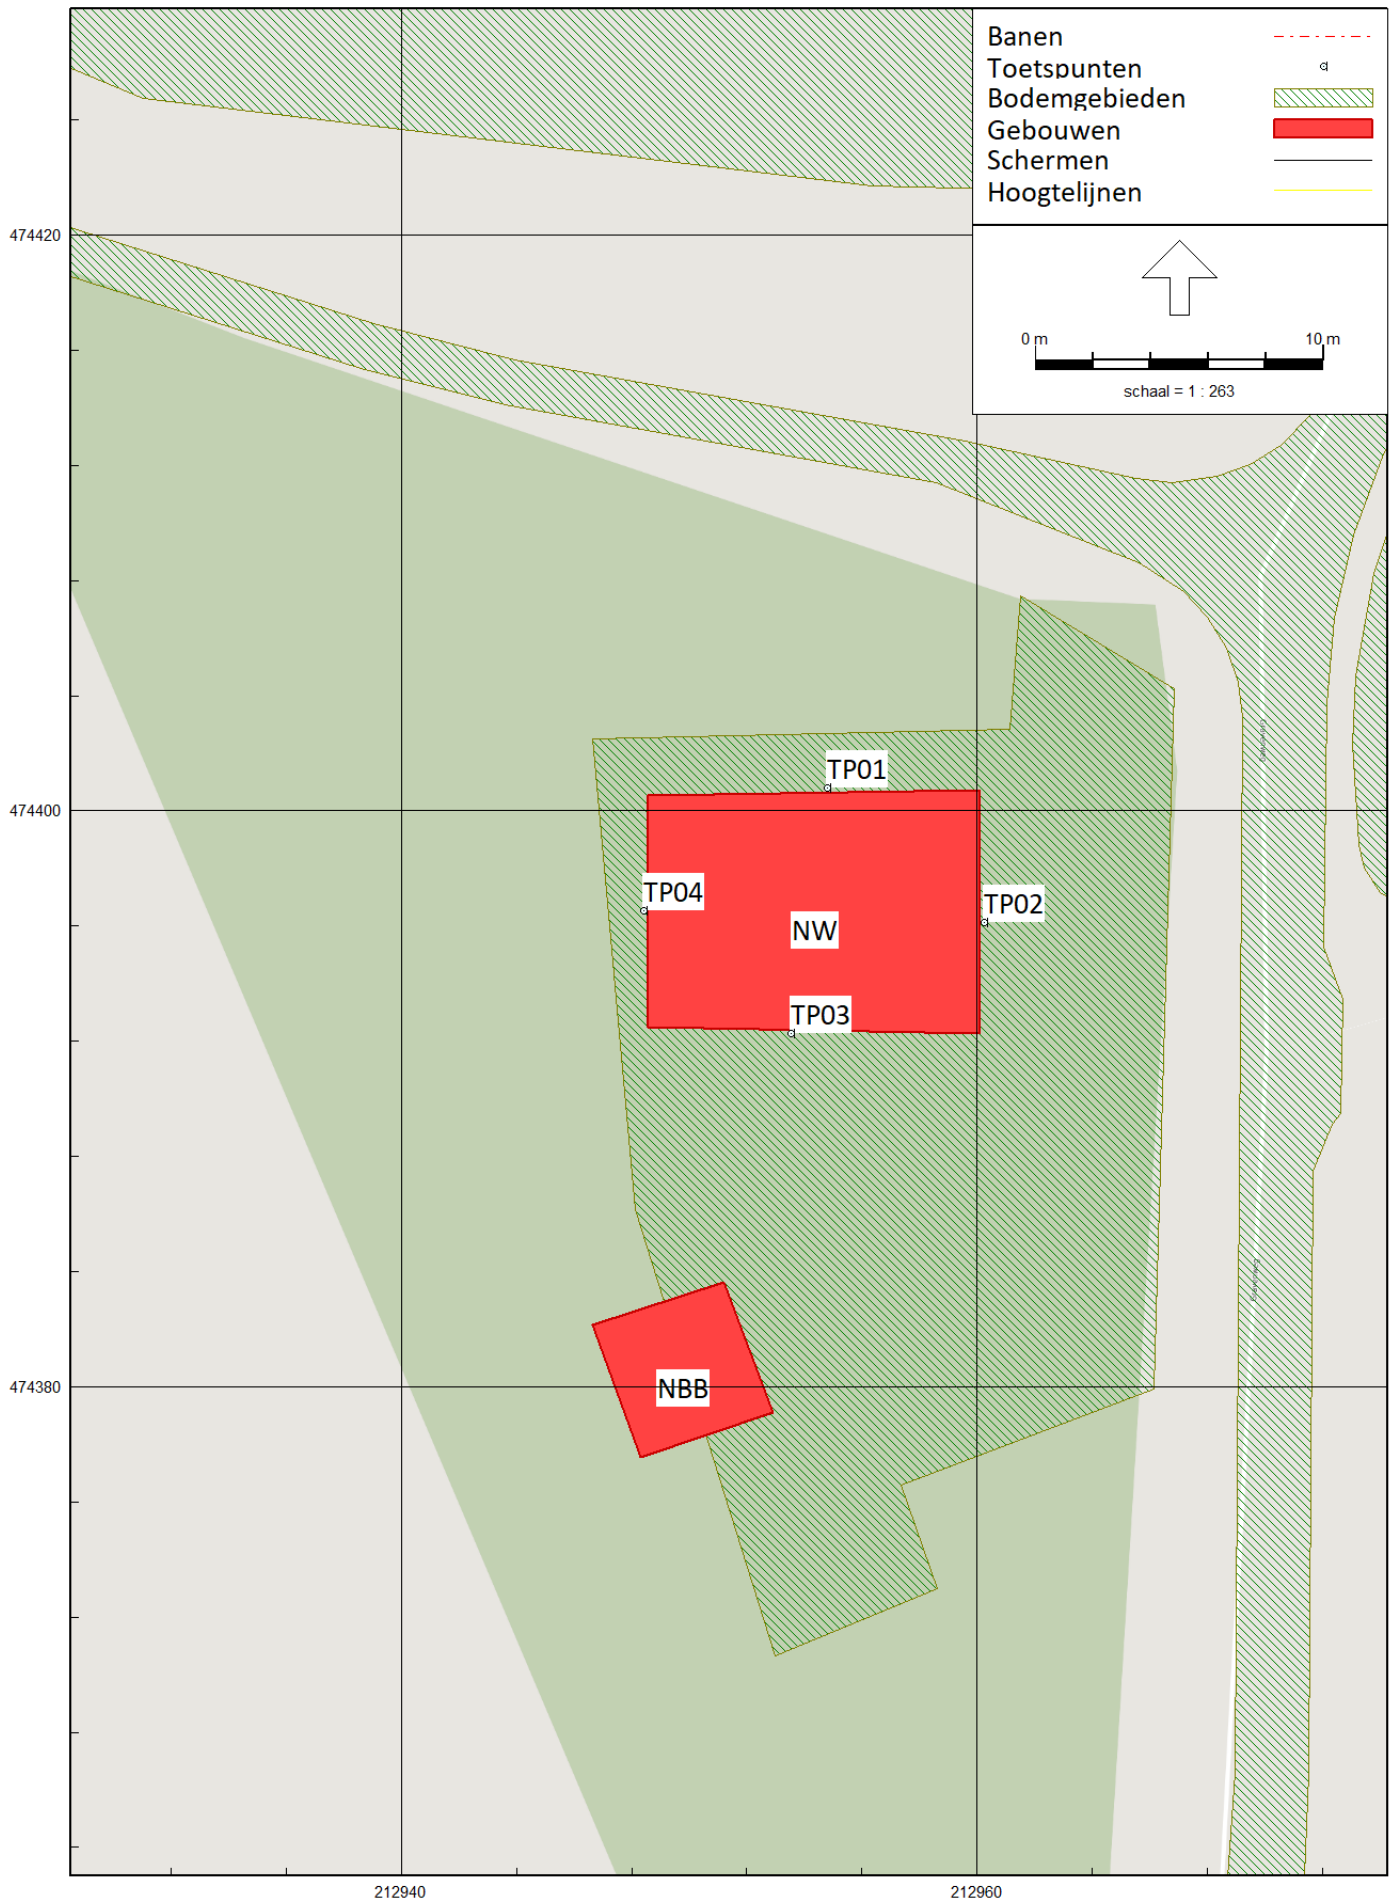 Banen
Toetspunten
Bodemgebieden
Gebouwen
Schermen
Hoogtelijnen
474420
0 m 10 m
schaal = 1 : 263
TP01
474400
TP04
TP02
NW
TP03
474380
NBB
212940 212960